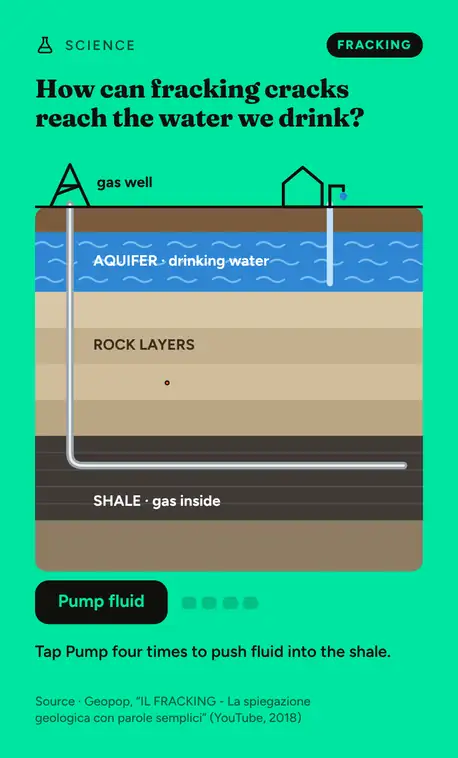 SCIENCE
FRACKING
How can fracking cracks
reach the water we drink?
gas well
AQUIFER · drinking water
ROCK LAYERS
SHALE · gas inside
Pump fluid
Tap Pump four times to push fluid into the shale.
Source · Geopop, “IL FRACKING - La spiegazione
geologica con parole semplici” (YouTube, 2018)